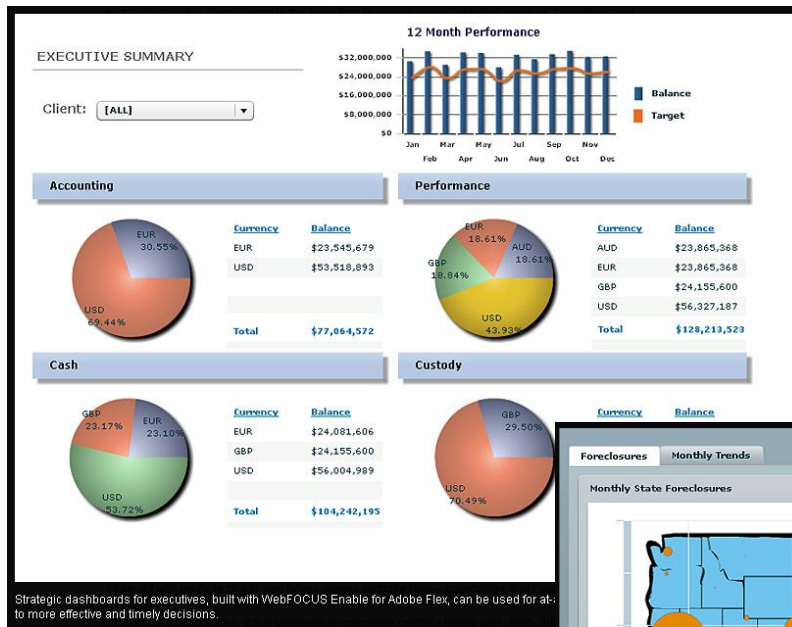 12 Month Performance
EXECUTIVE SUMMARY
$32,000,000
$24,000,000
$16,000,000
$8,000,000
$0
Balance
Target
Jan Mar May Jul Sep Nov
Feb Apr Jun Aug Oct Dec
Client: [ALL]
Accounting
EUR
30.55%
USD
69.44%
Currency Balance
EUR $23,545,679
USD $53,518,893
Total $77,064,572
Performance
EUR
18.61%
AUD
18.61%
GBP
18.84%
USD
43.93%
Currency Balance
AUD $23,865,368
EUR $23,865,368
GBP $24,155,600
USD $56,327,187
Total $128,213,523
Cash
GBP
23.17%
EUR
23.10%
USD
53.72%
Currency Balance
EUR $24,081,606
GBP $24,155,600
USD $56,004,989
Total $104,242,195
Custody
GBP
29.50%
USD
70.49%
Currency Balance
Foreclosures Monthly Trends
Monthly State Foreclosures
Strategic dashboards for executives, built with WebFOCUS Enable for Adobe Flex, can be used for at-a
to more effective and timely decisions.